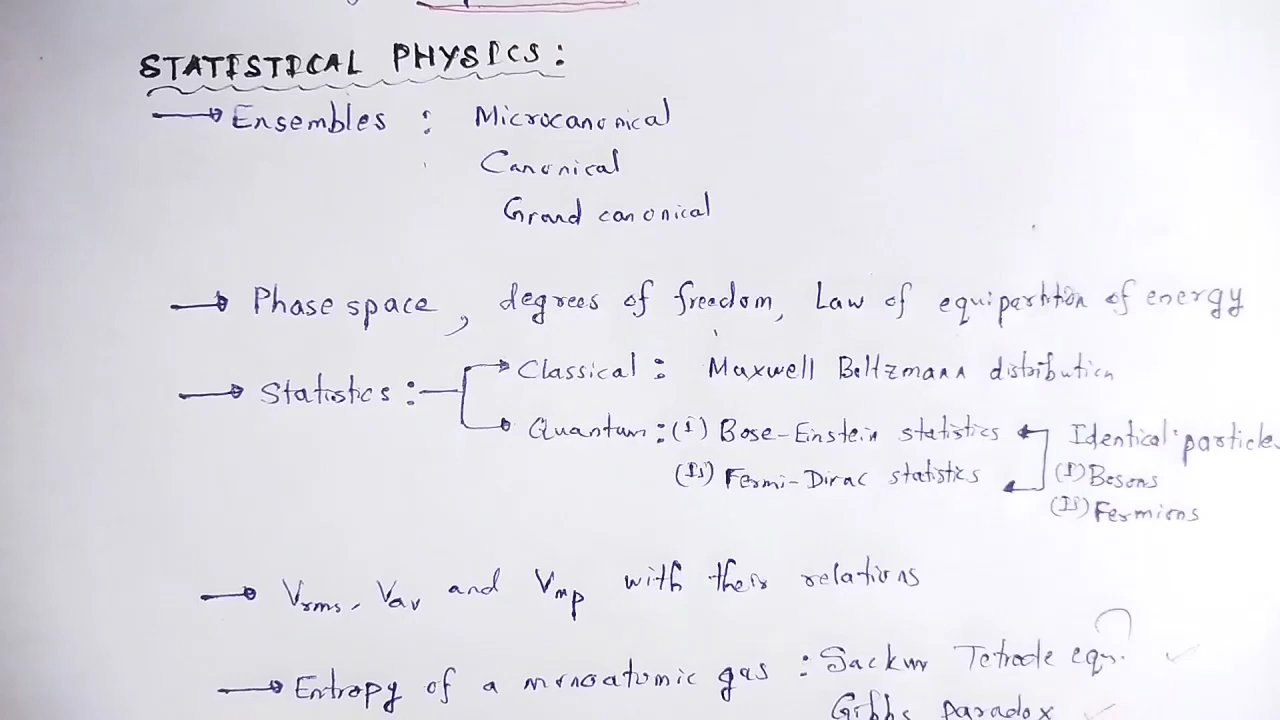 STATISTICAL PHYSICS:
→ Ensembles : Microcanonical
Canonical
Grand canonical
→ Phase space, degrees of freedom, Law of equipartition of energy
→ Statistics : → Classical : Maxwell Boltzmann distribution
→ Quantum : (I) Bose-Einstein statistics ← Identical particles
(II) Fermi-Dirac statistics ← (I) Bosons
(II) Fermions
→ Vrms, Vav and Vmp with their relations
→ Entropy of a monoatomic gas : Sackur Tetrode eqn.
Gibbs paradox